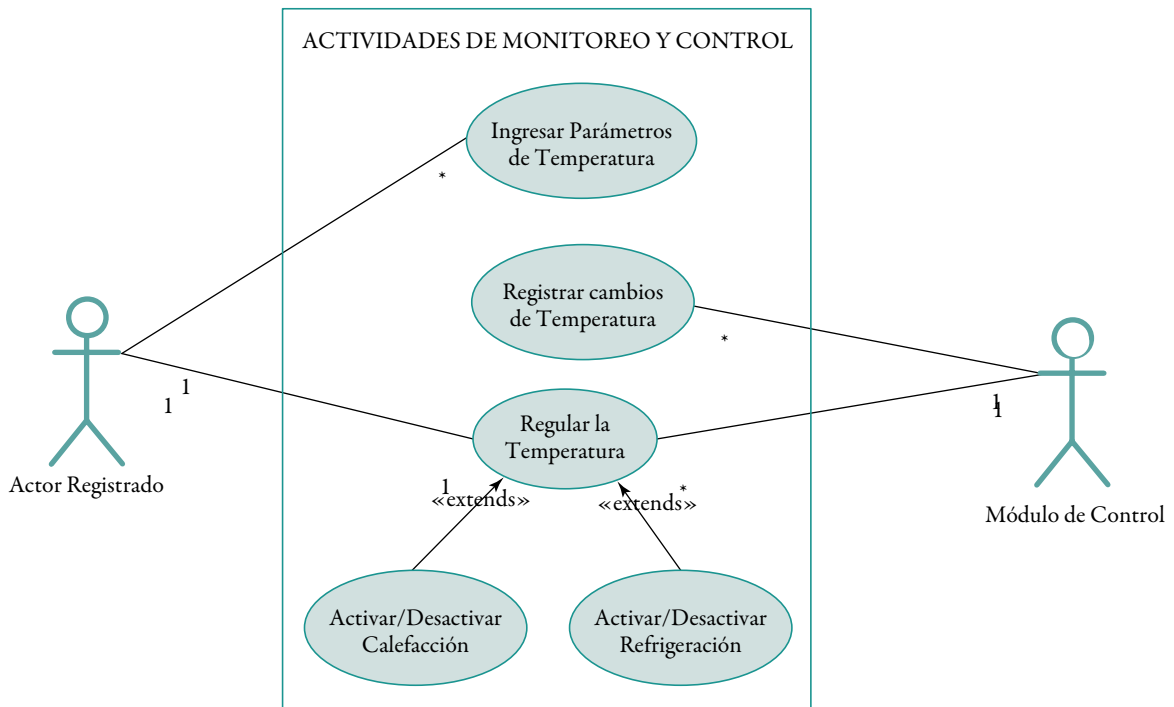 ACTIVIDADES DE MONITOREO Y CONTROL
Ingresar Parámetros
de Temperatura
*
Registrar cambios
de Temperatura
*
1
1
1
1
Regular la
Temperatura
Actor Registrado
Módulo de Control
1
«extends»
*
«extends»
Activar/Desactivar
Calefacción
Activar/Desactivar
Refrigeración